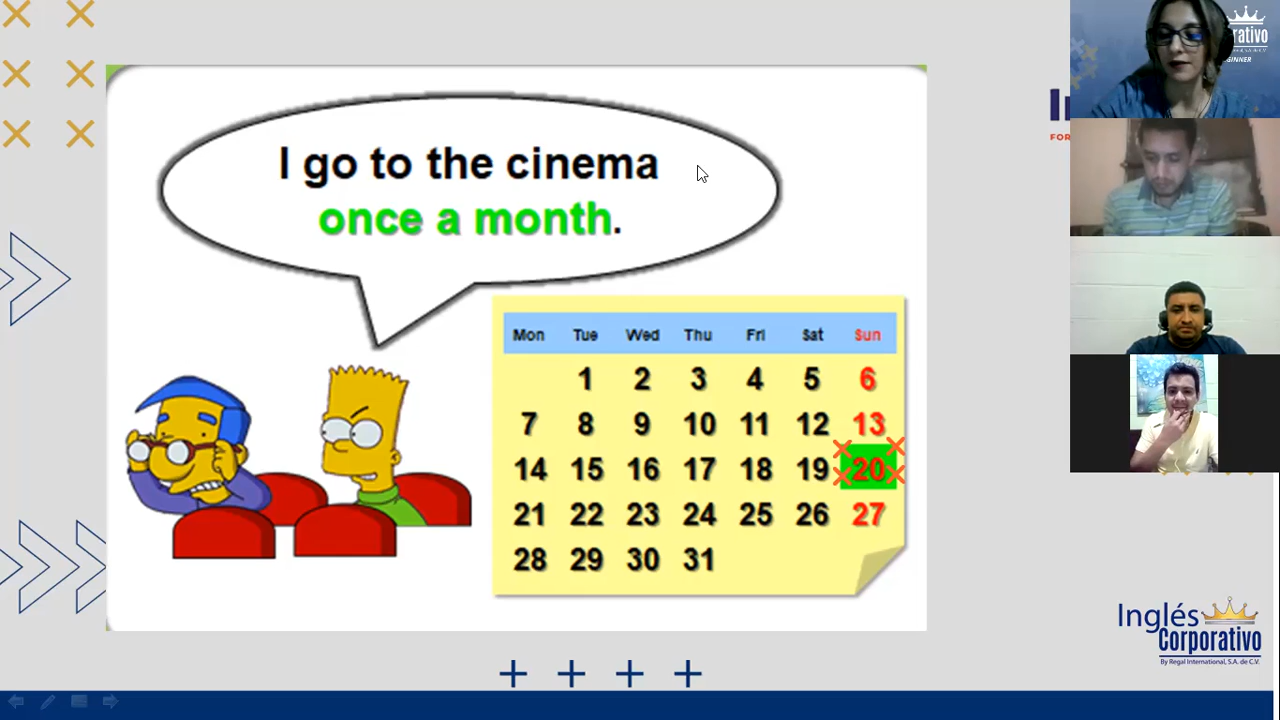 I go to the cinema
once a month.
Mon Tue Wed Thu Fri Sat Sun
1 2 3 4 5 6
7 8 9 10 11 12 13
14 15 16 17 18 19 20
21 22 23 24 25 26 27
28 29 30 31
Inglés
Corporativo
By Regal International, S.A. de C.V.